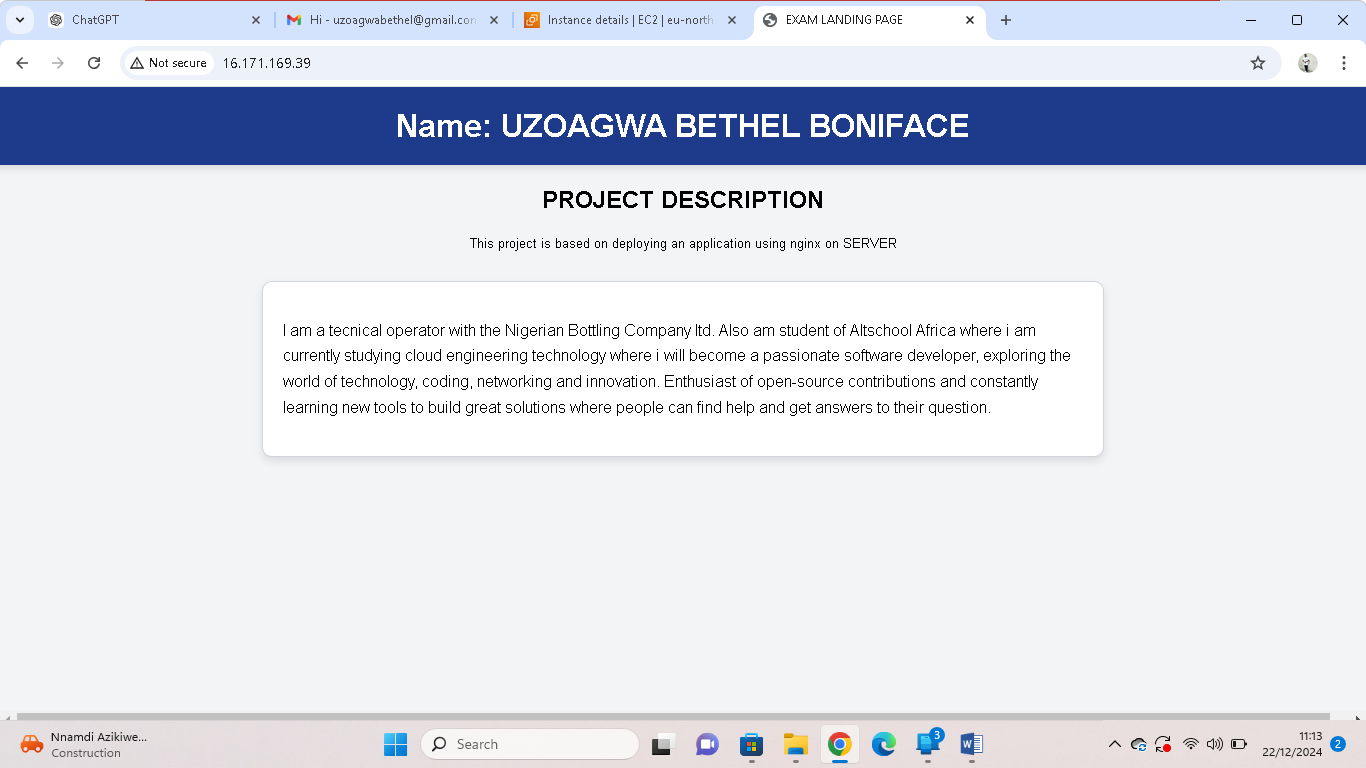 ChatGPT
Hi - uzoagwabethel@gmail.con
Instance details | EC2 | eu-north
EXAM LANDING PAGE
Not secure
16.171.169.39
Name: UZOAGWA BETHEL BONIFACE
PROJECT DESCRIPTION
This project is based on deploying an application using nginx on SERVER
I am a tecnical operator with the Nigerian Bottling Company ltd. Also am student of Altschool Africa where i am
currently studying cloud engineering technology where i will become a passionate software developer, exploring the
world of technology, coding, networking and innovation. Enthusiast of open-source contributions and constantly
learning new tools to build great solutions where people can find help and get answers to their question.
Nnamdi Azikiwe...
Construction
Search
3
11:13
22/12/2024
2